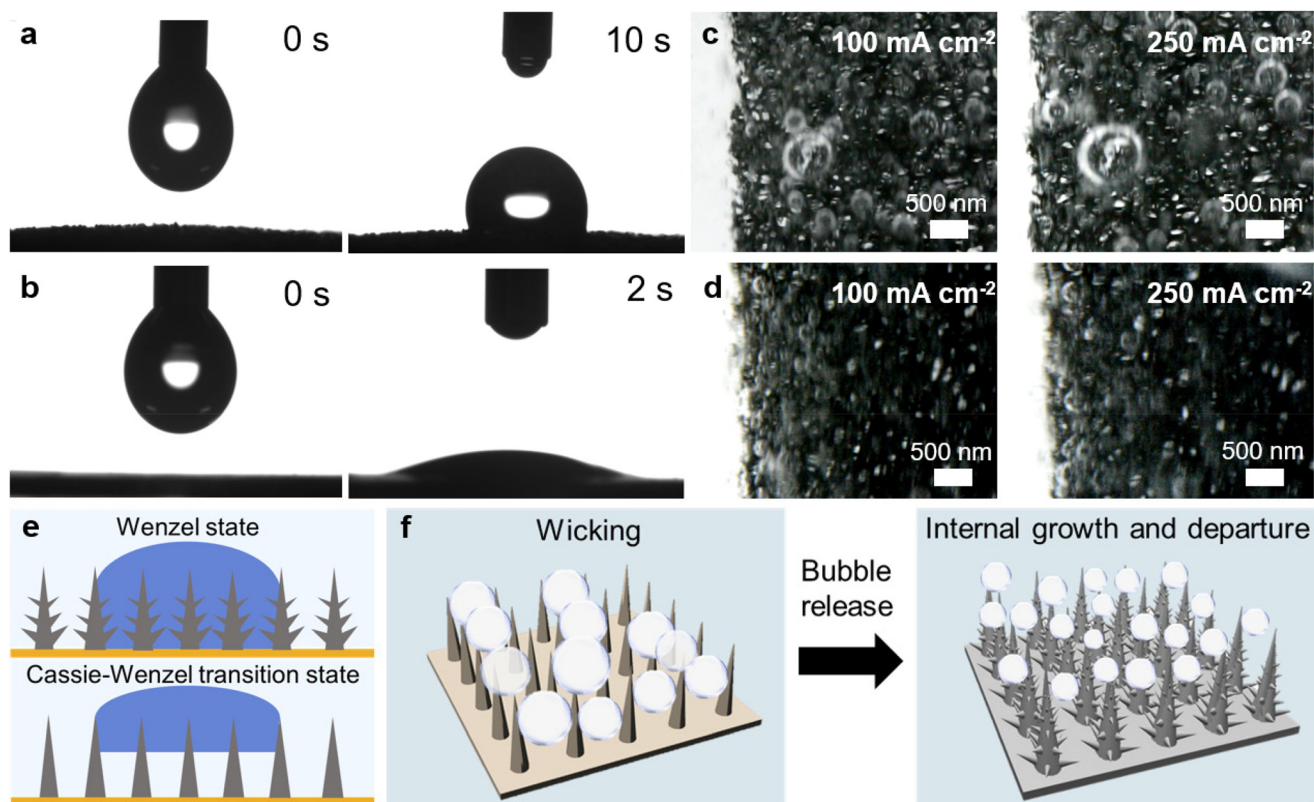 a
0 s
10 s
c
100 mA cm⁻²
500 nm
250 mA cm⁻²
500 nm
b
0 s
2 s
d
100 mA cm⁻²
500 nm
250 mA cm⁻²
500 nm
e
Wenzel state
Cassie-Wenzel transition state
f
Wicking
Bubble
release
Internal growth and departure